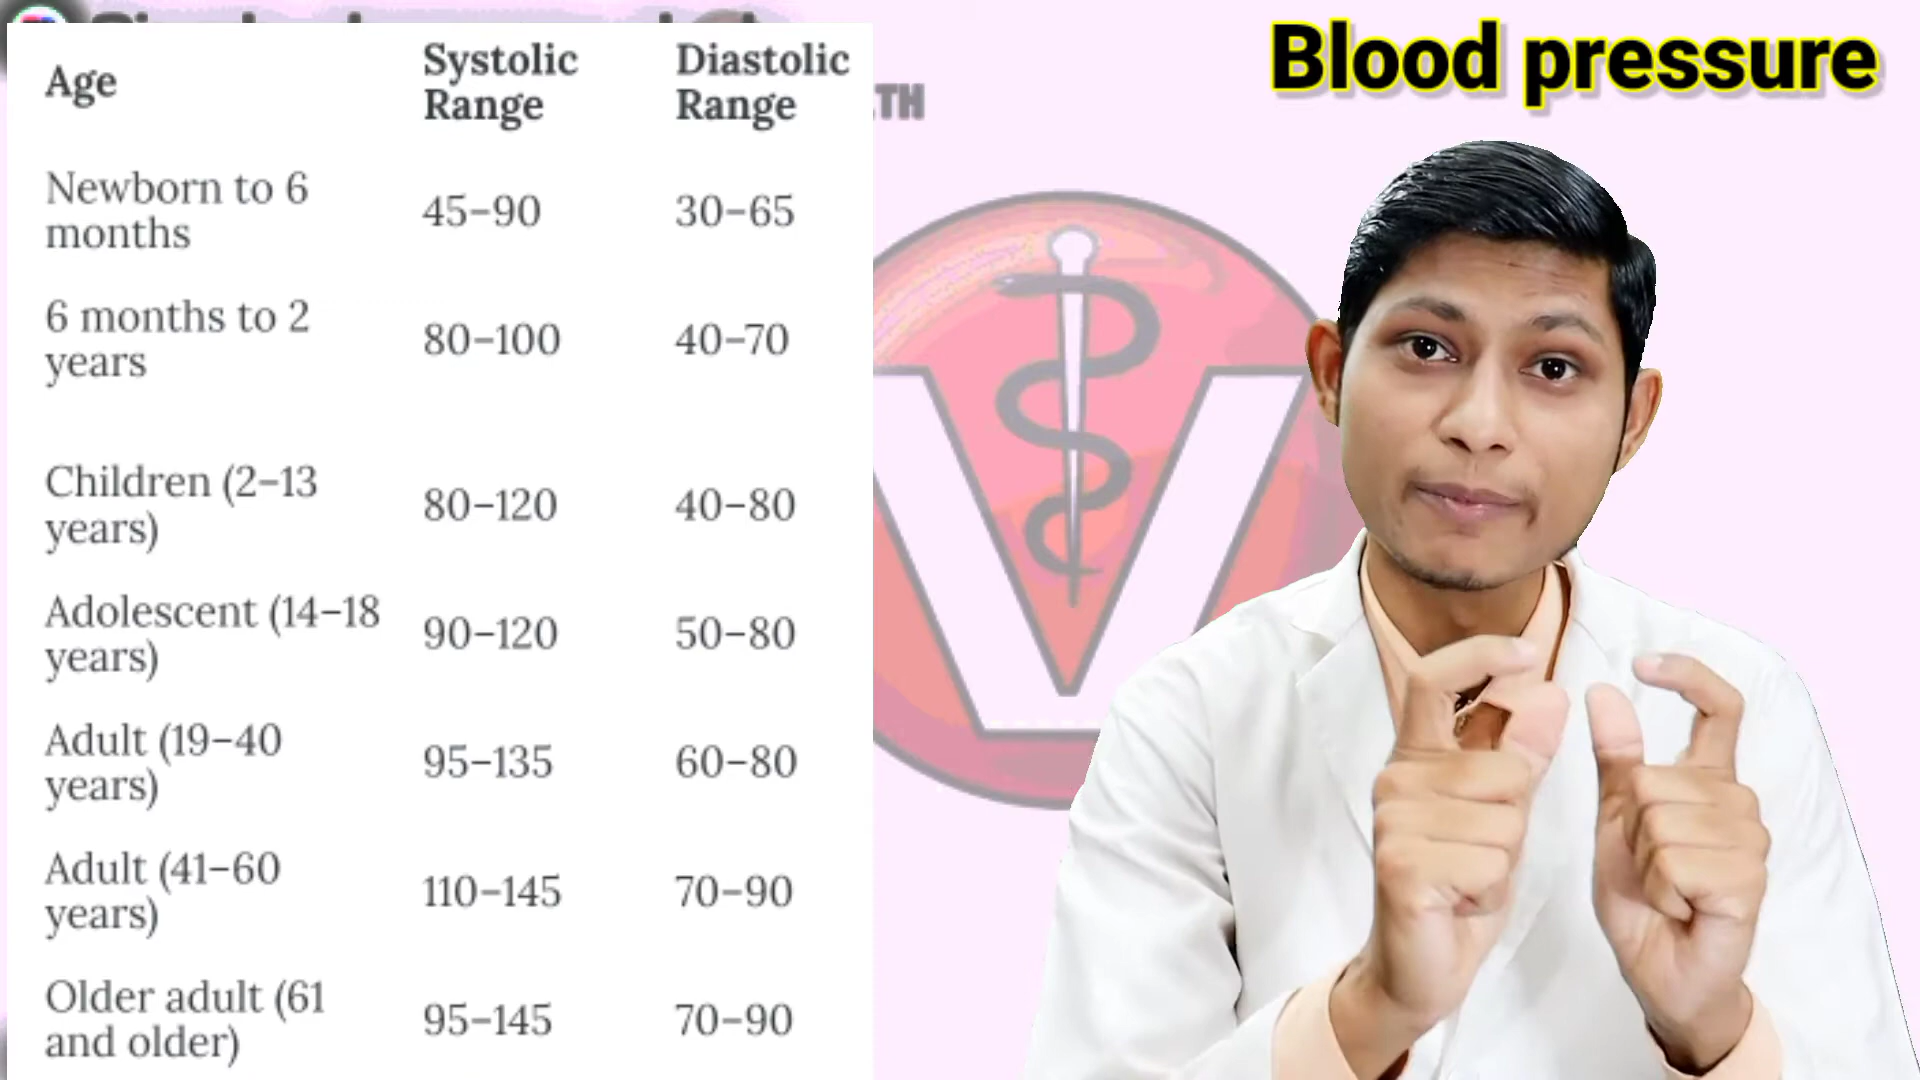 Blood pressure
TH
Age
Systolic
Range
Diastolic
Range
Newborn to 6
months
45–90
30–65
6 months to 2
years
80–100
40–70
Children (2–13
years)
80–120
40–80
Adolescent (14–18
years)
90–120
50–80
Adult (19–40
years)
95–135
60–80
Adult (41–60
years)
110–145
70–90
Older adult (61
and older)
95–145
70–90